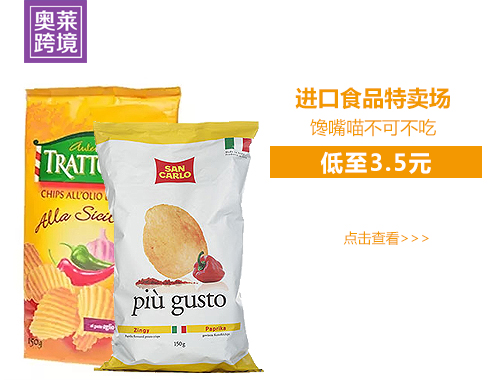 奥莱
跨境
进口食品特卖场
馋嘴喵不可不吃
低至3.5元
点击查看>>>
TRATTO
CHIPS ALL'OLIO
Alla Sici
150g
SAN
CARLO
più gusto
Zingy
Paprika
150 g